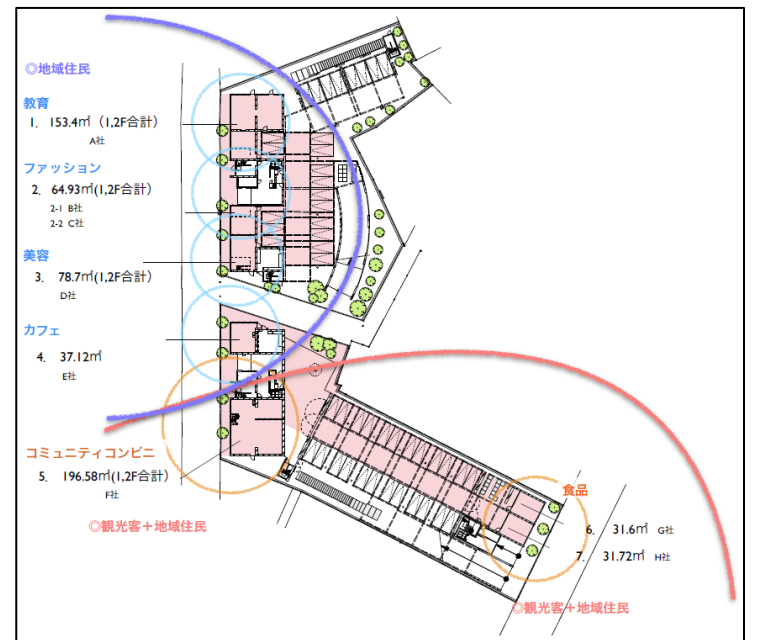 ◎地域住民
教育
1. 153.4㎡（1,2F合計）
A社
ファッション
2. 64.93㎡(1,2F合計)
2-1 B社
2-2 C社
美容
3. 78.7㎡(1,2F合計)
D社
カフェ
4. 37.12㎡
E社
コミュニティコンビニ
5. 196.58㎡(1,2F合計)
F社
◎観光客＋地域住民
食品
6. 31.6㎡ G社
7. 31.72㎡ H社
◎観光客＋地域住民